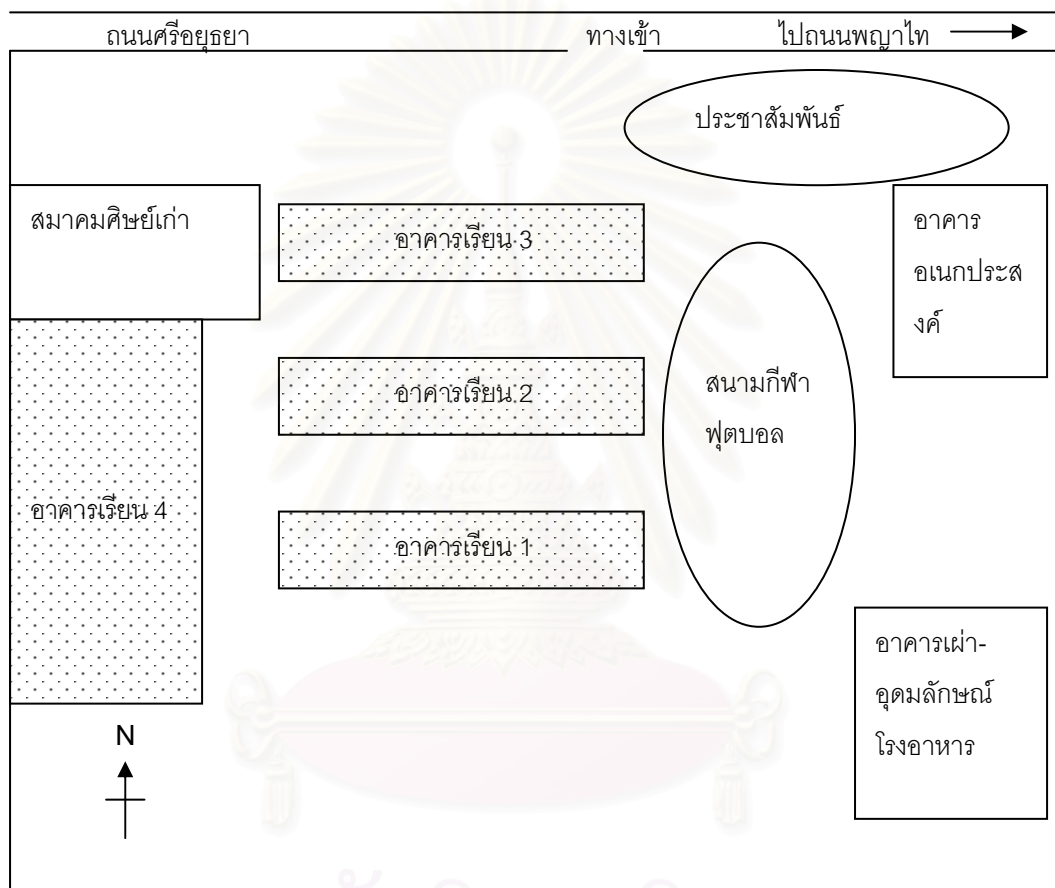 ถนนศรีอยุธยา ทางเข้า ไปถนนพญาไท
ประชาสัมพันธ์
สมาคมศิษย์เก่า
อาคารเรียน 3
อาคาร
อเนกประส
งค์
อาคารเรียน 2
สนามกีฬา
ฟุตบอล
อาคารเรียน 4
อาคารเรียน 1
อาคารเผ่า-
อุดมลักษณ์
โรงอาหาร
N